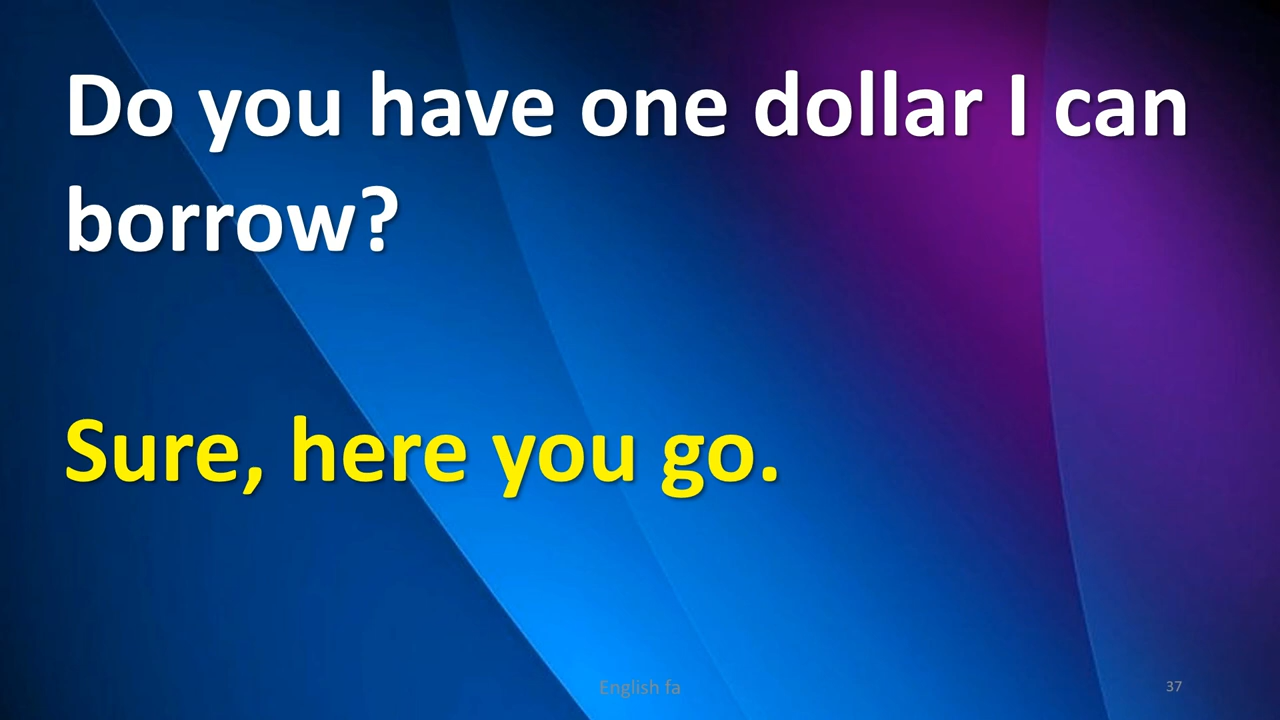 Do you have one dollar I can
borrow?
Sure, here you go.
English fa
37